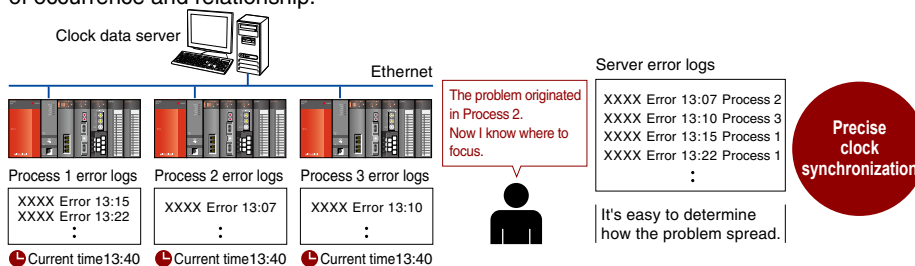 of occurrence and relationship.
Clock data server
Ethernet
Process 1 error logs
XXXX Error 13:15
XXXX Error 13:22
:
Current time13:40
Process 2 error logs
XXXX Error 13:07
:
Current time13:40
Process 3 error logs
XXXX Error 13:10
:
Current time13:40
The problem originated
in Process 2.
Now I know where to
focus.
Server error logs
XXXX Error 13:07 Process 2
XXXX Error 13:10 Process 3
XXXX Error 13:15 Process 1
XXXX Error 13:22 Process 1
:
It's easy to determine
how the problem spread.
Precise
clock
synchronization